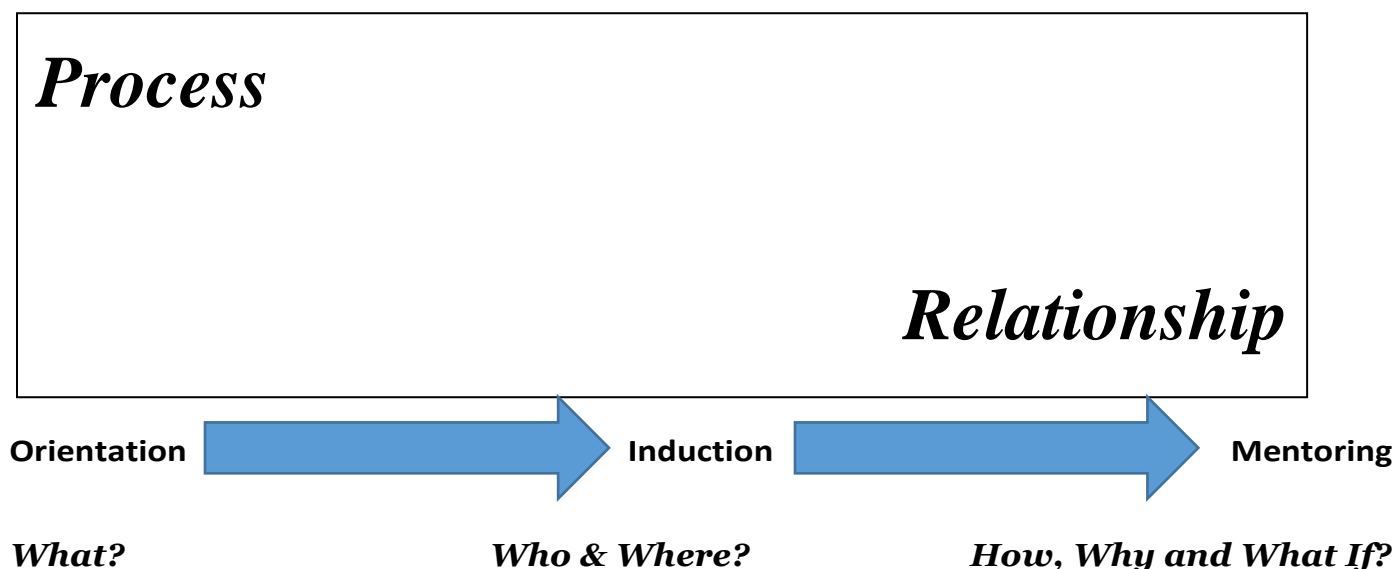 Process
Relationship
Orientation Induction Mentoring
What? Who & Where? How, Why and What If?